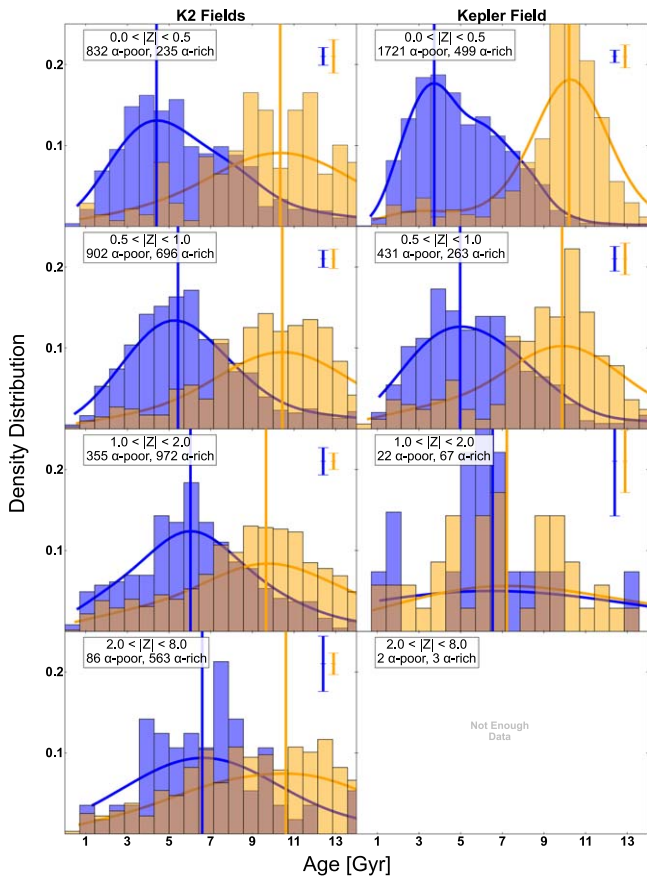 K2 Fields
Kepler Field
0.0 < |Z| < 0.5
832 α-poor, 235 α-rich
0.0 < |Z| < 0.5
1721 α-poor, 499 α-rich
0.2
0.1
0.5 < |Z| < 1.0
902 α-poor, 696 α-rich
0.5 < |Z| < 1.0
431 α-poor, 263 α-rich
0.2
0.1
1.0 < |Z| < 2.0
355 α-poor, 972 α-rich
1.0 < |Z| < 2.0
22 α-poor, 67 α-rich
0.2
0.1
2.0 < |Z| < 8.0
86 α-poor, 563 α-rich
2.0 < |Z| < 8.0
2 α-poor, 3 α-rich
0.2
0.1
Not Enough
Data
Density Distribution
1 3 5 7 9 11 13 1 3 5 7 9 11 13
Age [Gyr]